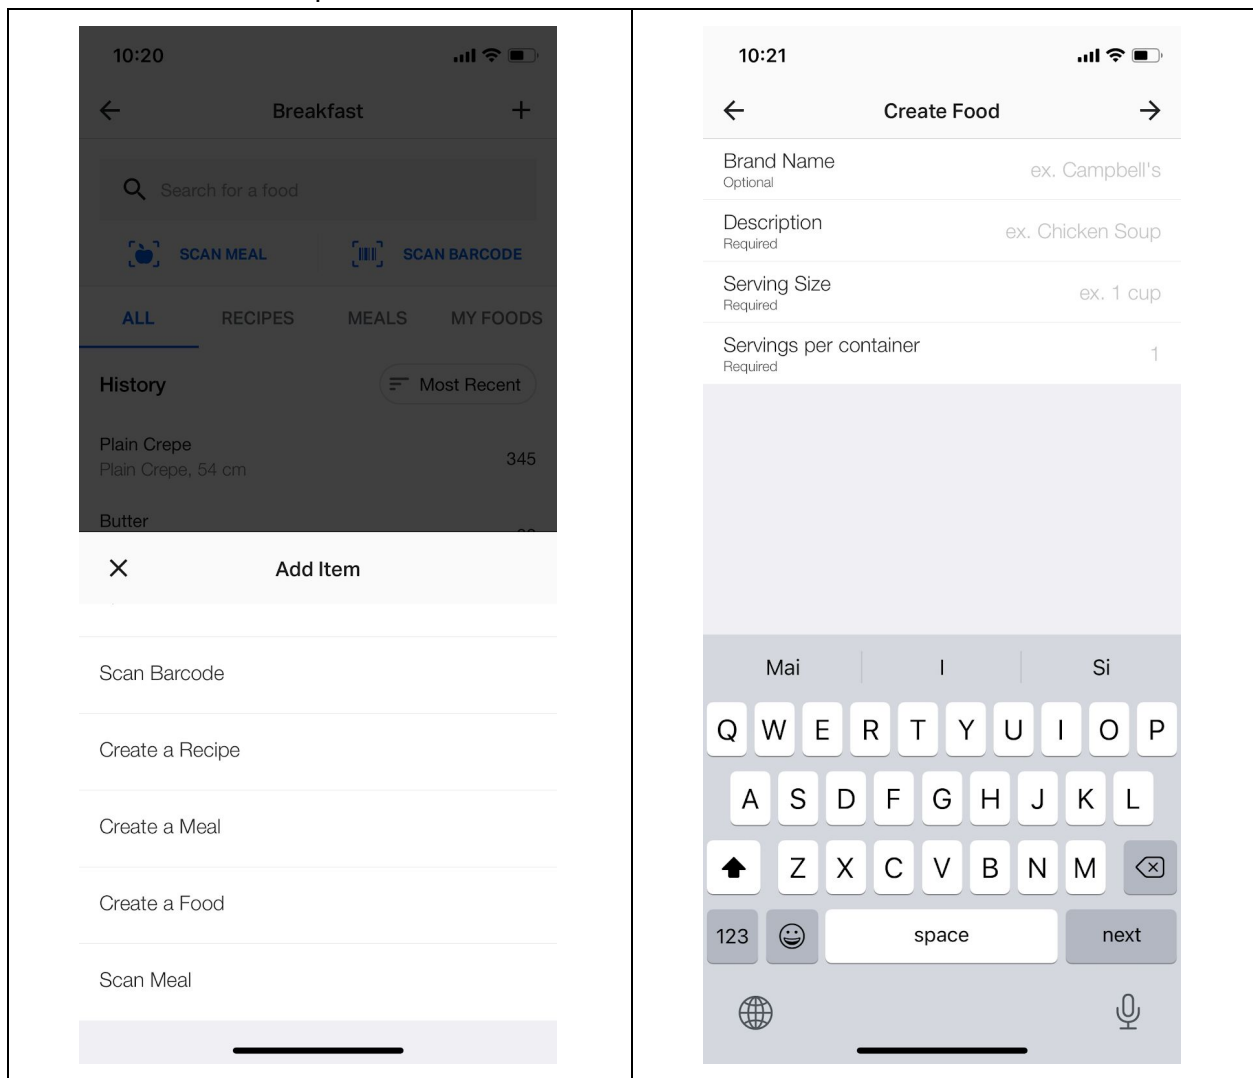 10:20
Breakfast
Search for a food
SCAN MEAL SCAN BARCODE
ALL RECIPES MEALS MY FOODS
History Most Recent
Plain Crepe
Plain Crepe, 54 cm 345
Butter
Add Item
Scan Barcode
Create a Recipe
Create a Meal
Create a Food
Scan Meal
10:21
Create Food
Brand Name
Optional
ex. Campbell's
Description
Required
ex. Chicken Soup
Serving Size
Required
ex. 1 cup
Servings per container
Required
1
Mai I Si
Q W E R T Y U I O P
A S D F G H J K L
Z X C V B N M
123 space next